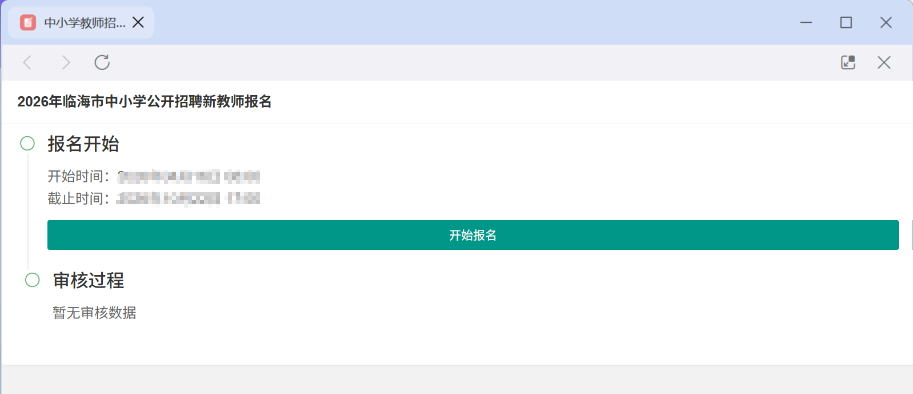 中小学教师招...
2026年临海市中小学公开招聘新教师报名
报名开始
开始时间：
截止时间：
开始报名
审核过程
暂无审核数据